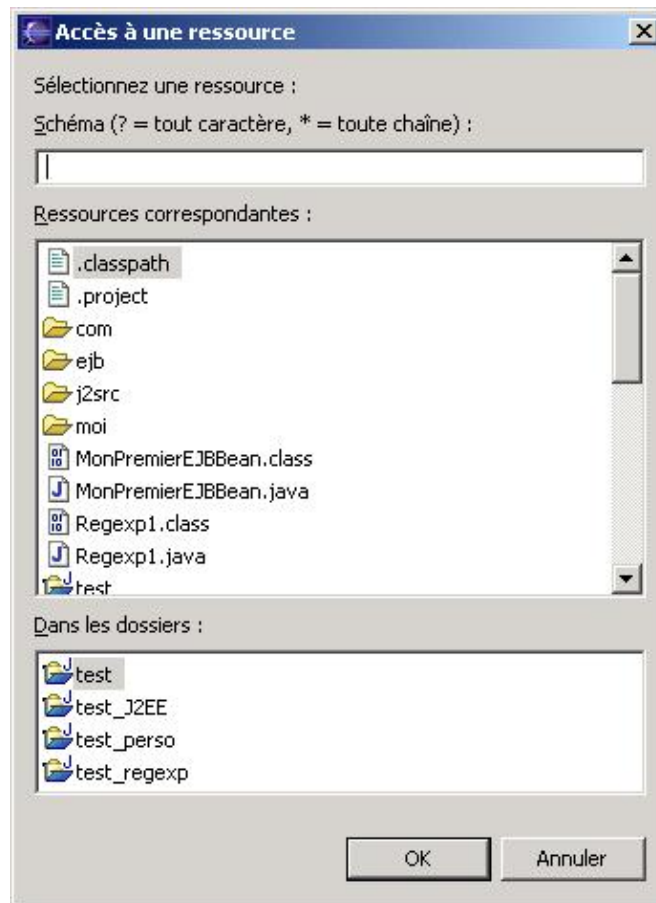 Accès à une ressource
Sélectionnez une ressource :
Schéma (? = tout caractère, * = toute chaîne) :
Ressources correspondantes :
.classpath
.project
com
ejb
j2src
moi
MonPremierEJBBean.class
MonPremierEJBBean.java
Regexp1.class
Regexp1.java
test
Dans les dossiers :
test
test_J2EE
test_perso
test_regexp
OK Annuler